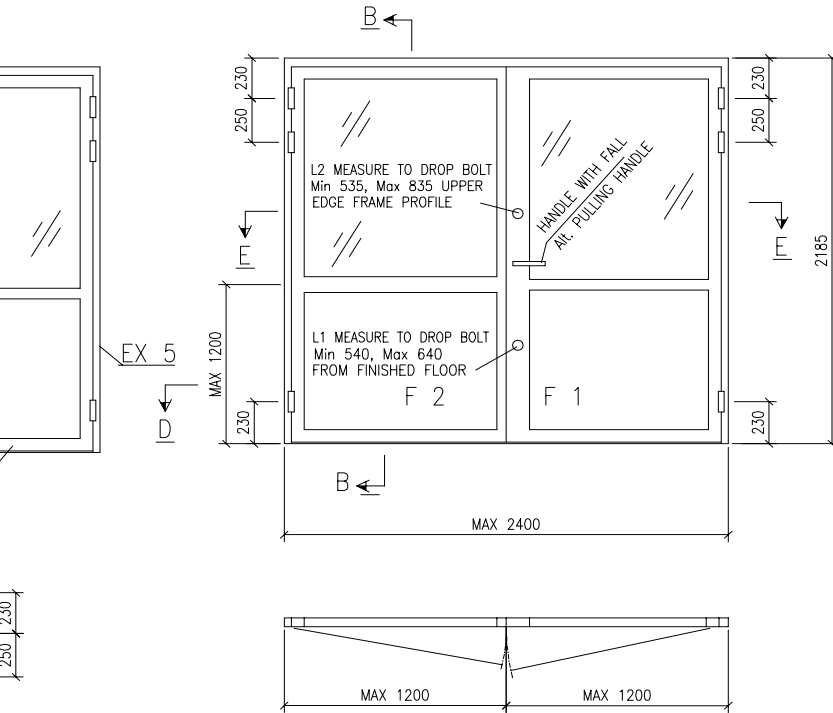 B
230
250
230
250
L2 MEASURE TO DROP BOLT
Min 535, Max 835 UPPER
EDGE FRAME PROFILE
HANDLE WITH FALL
Alt. PULLING HANDLE
E
E
2185
EX 5
MAX 1200
L1 MEASURE TO DROP BOLT
Min 540, Max 640
FROM FINISHED FLOOR
F 2
F 1
D
230
230
B
MAX 2400
230
250
MAX 1200
MAX 1200